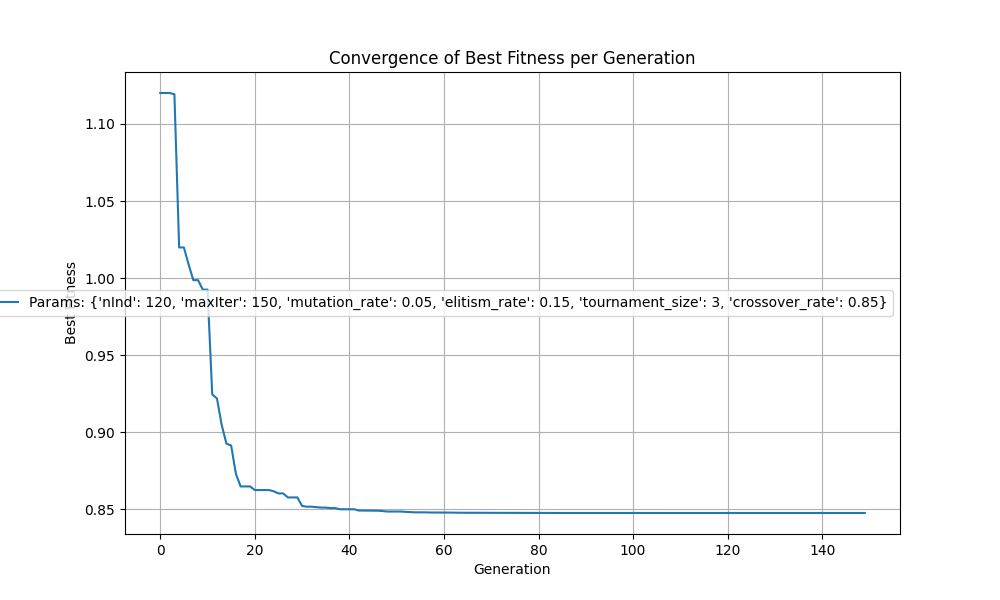 Convergence of Best Fitness per Generation
1.10
1.05
1.00
0.95
0.90
0.85
Best
Params: {'nInd': 120, 'maxIter': 150, 'mutation_rate': 0.05, 'elitism_rate': 0.15, 'tournament_size': 3, 'crossover_rate': 0.85}
0 20 40 60 80 100 120 140
Generation